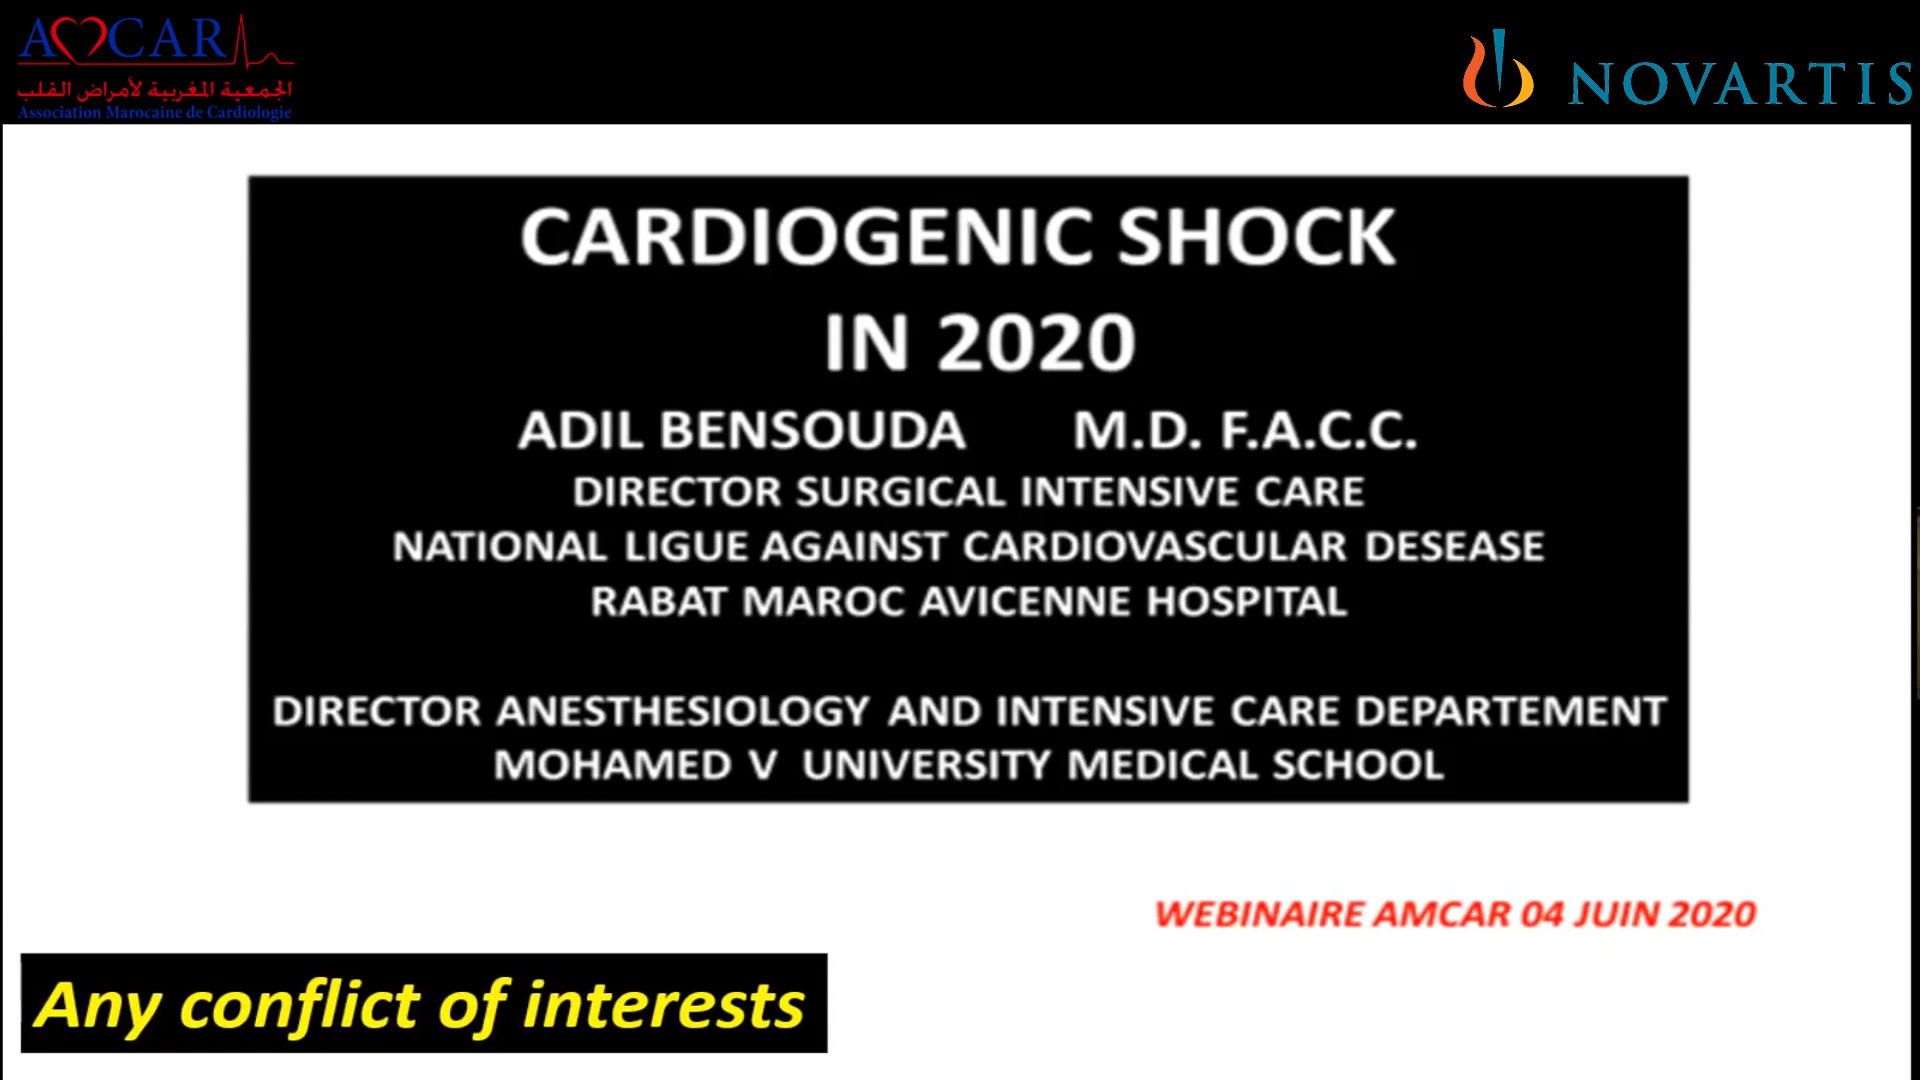 AMCAR
الجمعية المغربية لأمراض القلب
Association Marocaine de Cardiologie
NOVARTIS
CARDIOGENIC SHOCK
IN 2020
ADIL BENSOUDA M.D. F.A.C.C.
DIRECTOR SURGICAL INTENSIVE CARE
NATIONAL LIGUE AGAINST CARDIOVASCULAR DESEASE
RABAT MAROC AVICENNE HOSPITAL
DIRECTOR ANESTHESIOLOGY AND INTENSIVE CARE DEPARTEMENT
MOHAMED V UNIVERSITY MEDICAL SCHOOL
WEBINAIRE AMCAR 04 JUIN 2020
Any conflict of interests